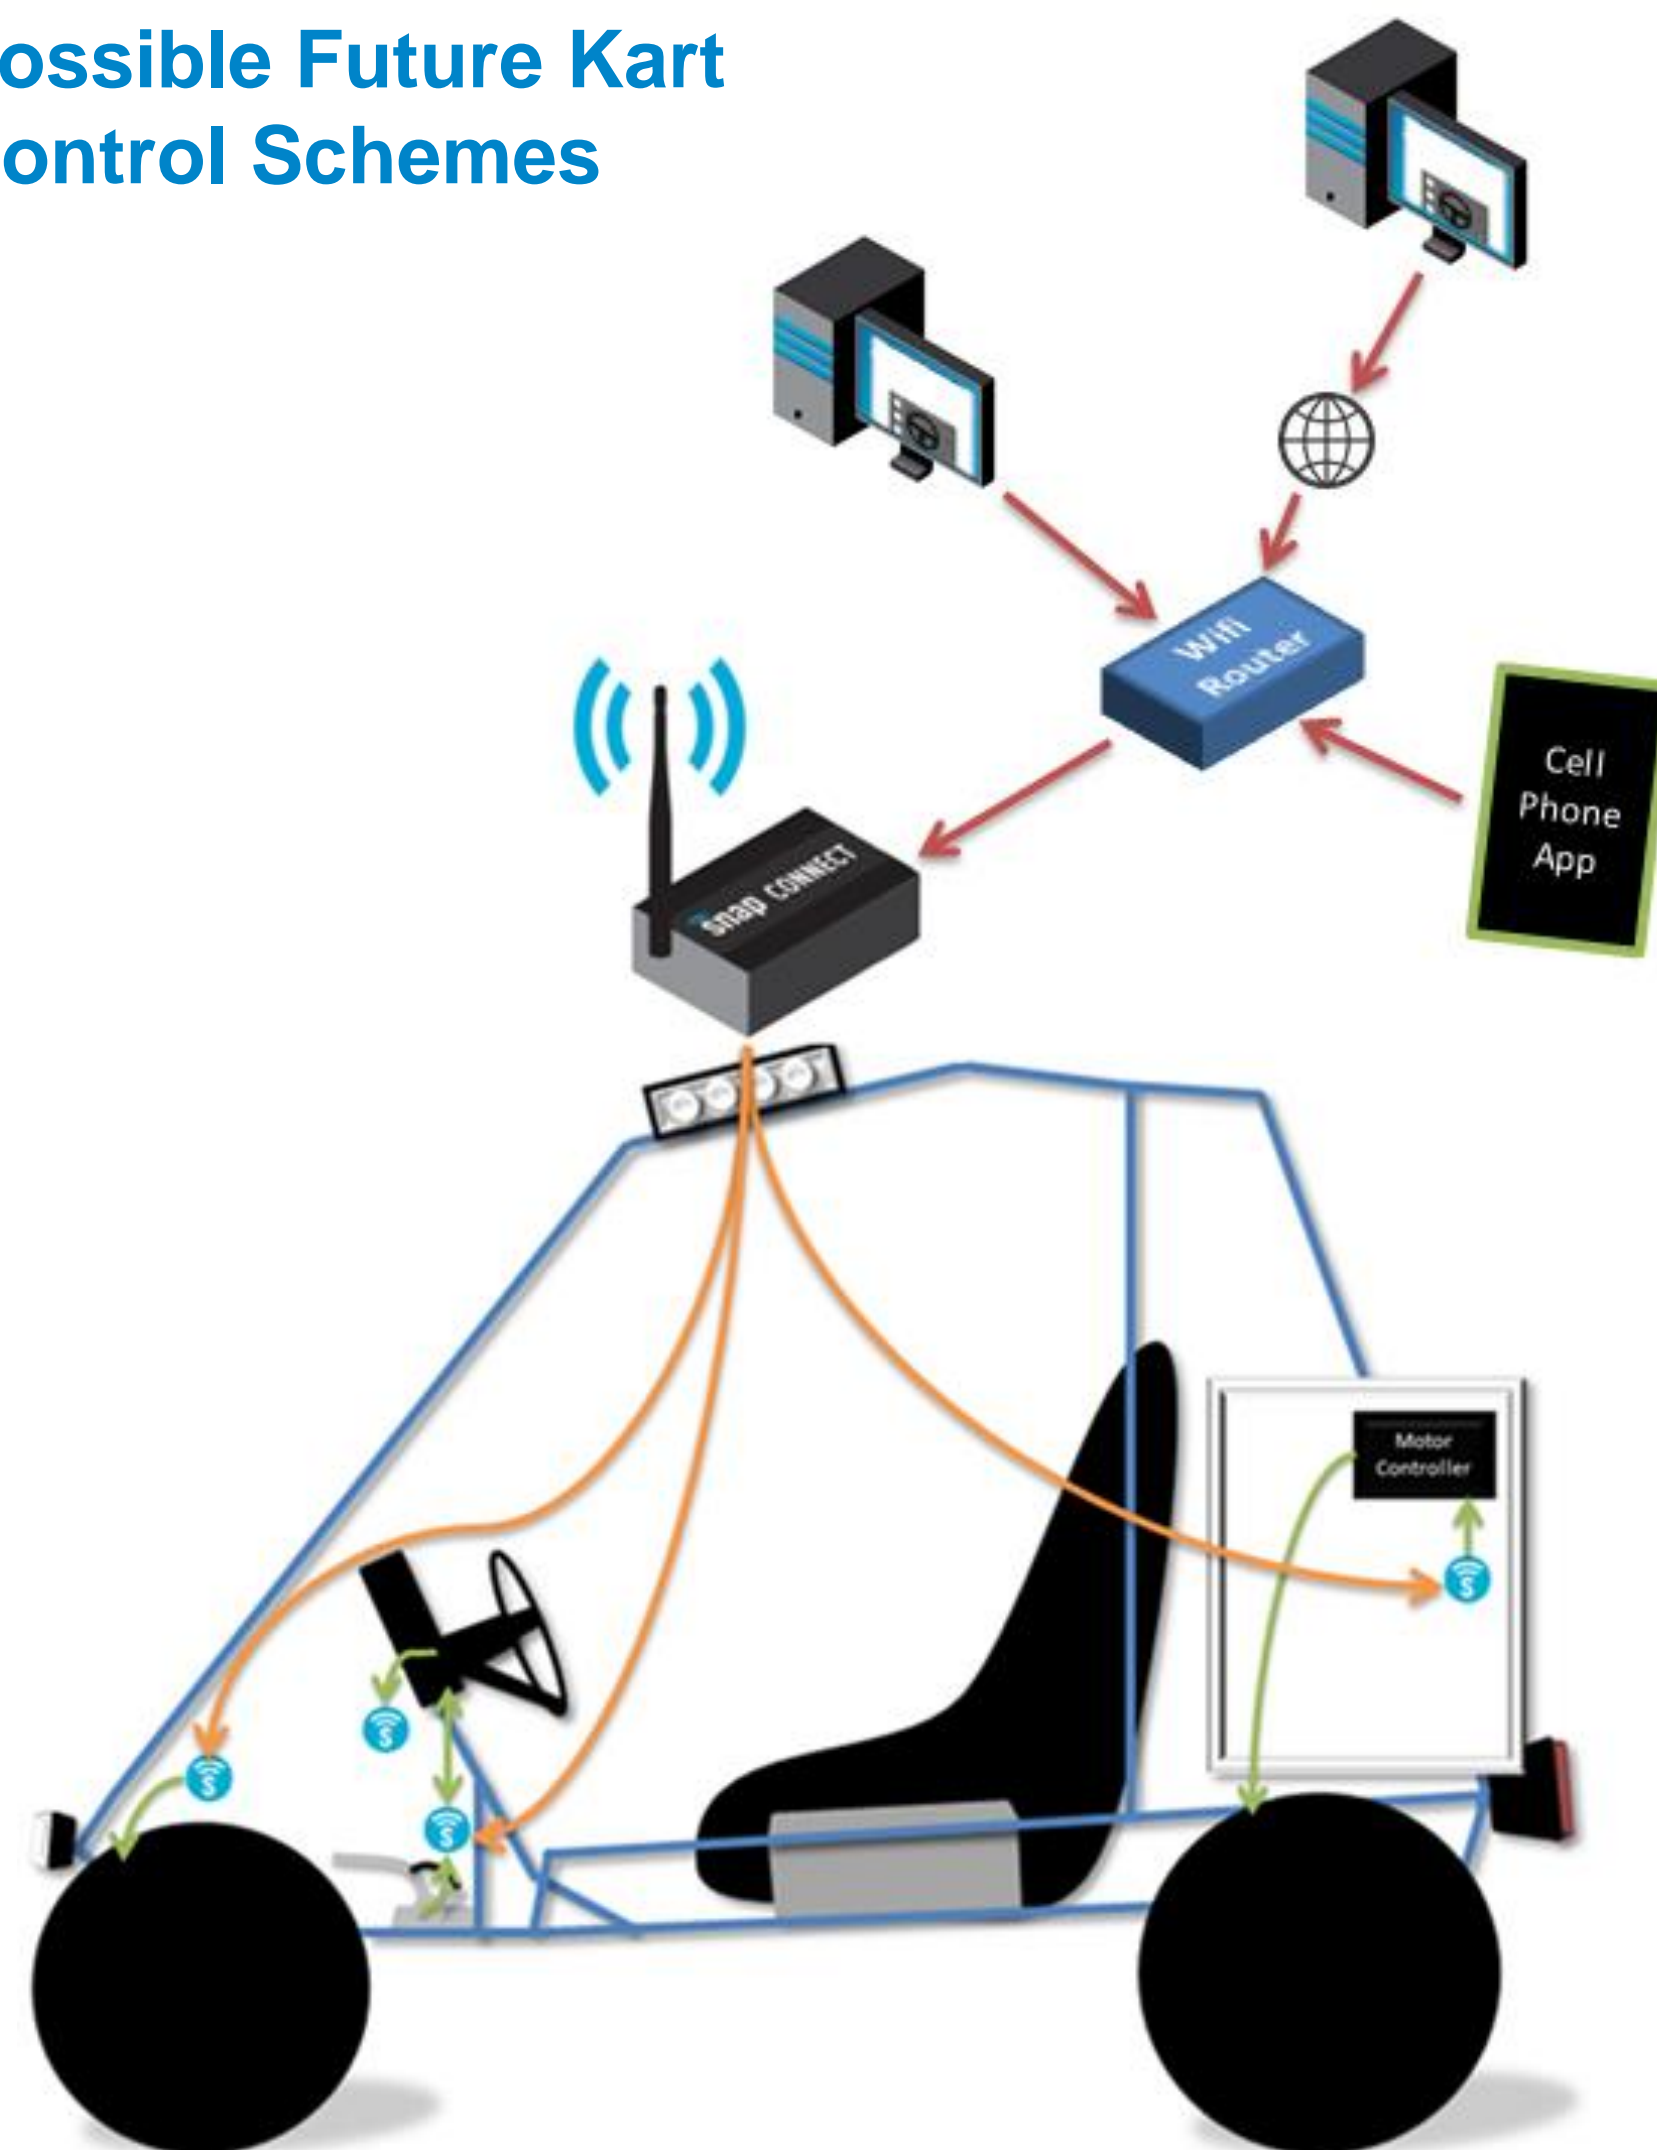 ossible Future Kart
ontrol Schemes
Wifi
Router
Cell
Phone
App
snap CONNECT
Motor
Controller
S
S
S
S